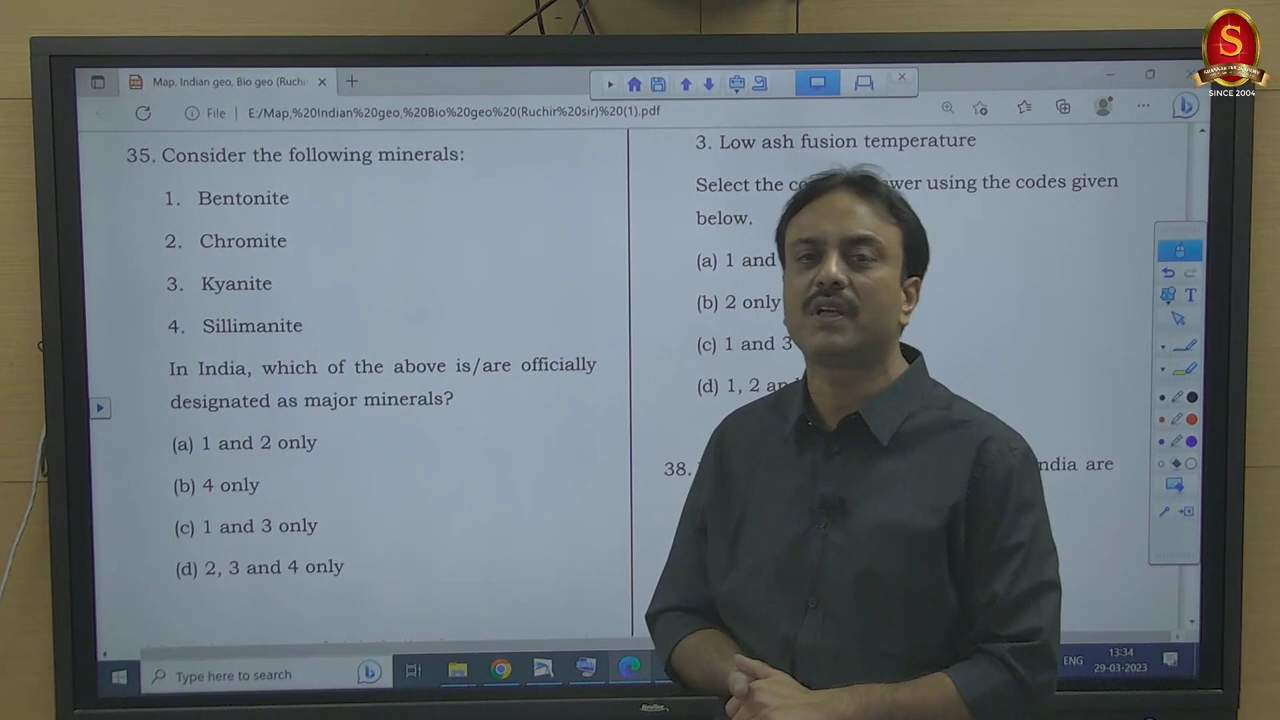 S
SINCE 2004
Map, Indian geo, Bio geo (Ruchi
File
E:/Map,%20Indian%20geo,%20Bio%20geo%20(Ruchir%20sir)%20(1).pdf
35. Consider the following minerals:
1. Bentonite
2. Chromite
3. Kyanite
4. Sillimanite
In India, which of the above is/are officially
designated as major minerals?
(a) 1 and 2 only
(b) 4 only
(c) 1 and 3 only
(d) 2, 3 and 4 only
3. Low ash fusion temperature
Select the wer using the codes given
below.
(a) 1 and
(b) 2 only
(c) 1 and 3
(d) 1, 2
38.
ndia are
T
Type here to search
ENG
13:34
29-03-2023